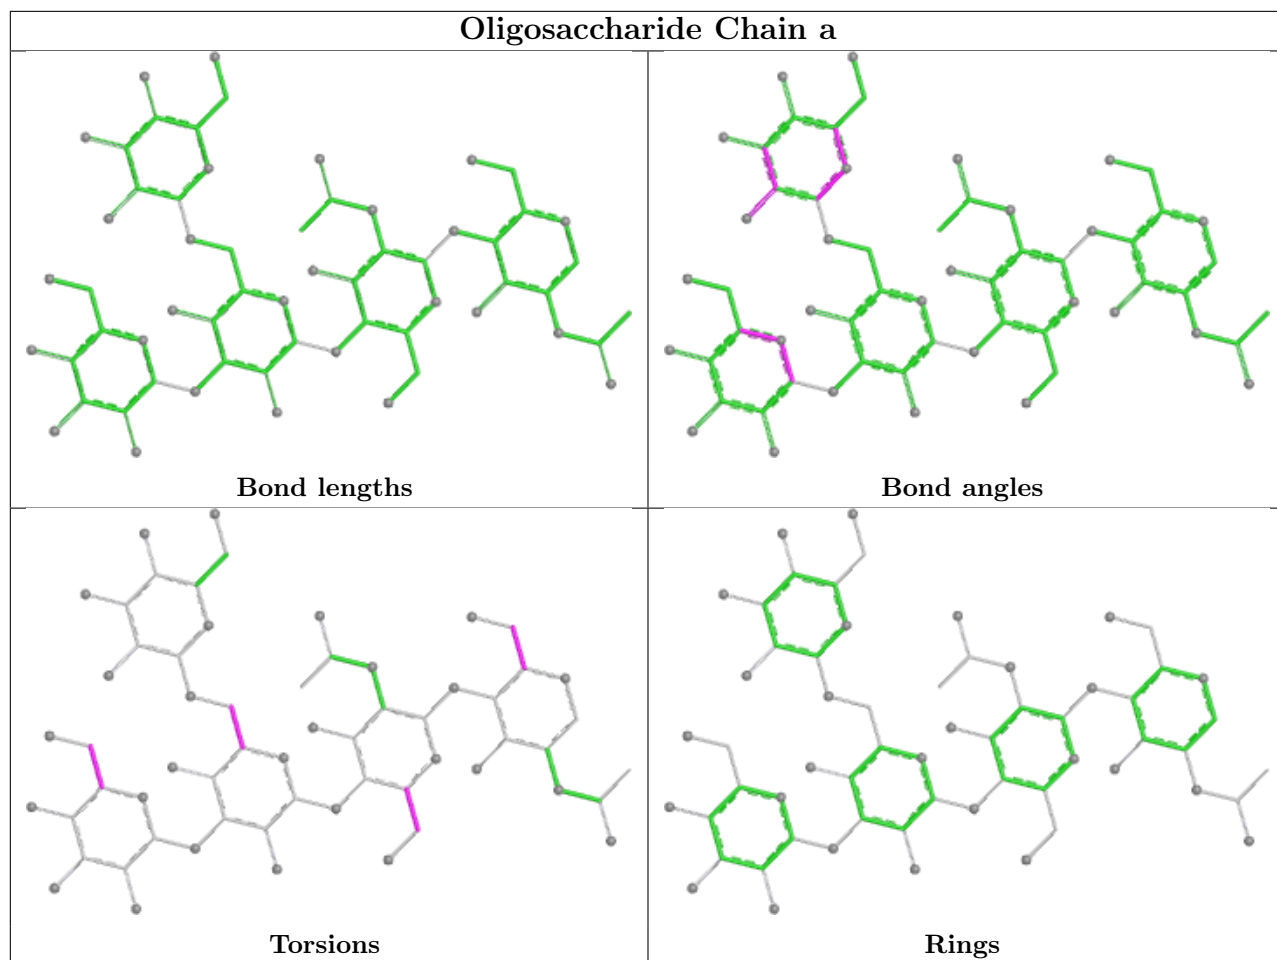 Oligosaccharide Chain a
Bond lengths
Bond angles
Torsions
Rings